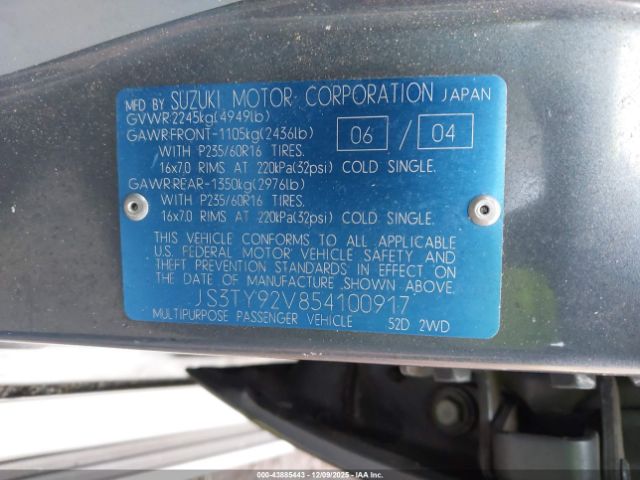 MFD BY SUZUKI MOTOR CORPORATION JAPAN
GVWR:2245kg(4949lb)
GAWR:FRONT-1105kg(2436lb) 06 / 04
WITH P235/60R16 TIRES.
16x7.0 RIMS AT 220kPa(32psi) COLD SINGLE.
GAWR:REAR-1350kg(2976lb)
WITH P235/60R16 TIRES.
16x7.0 RIMS AT 220kPa(32psi) COLD SINGLE.
THIS VEHICLE CONFORMS TO ALL APPLICABLE
U.S. FEDERAL MOTOR VEHICLE SAFETY AND
THEFT PREVENTION STANDARDS IN EFFECT ON
THE DATE OF MANUFACTURE SHOWN ABOVE.
JS3TY92V854100917
MULTIPURPOSE PASSENGER VEHICLE 52D 2WD
000-43885443 - 12/09/2025 - IAA Inc.